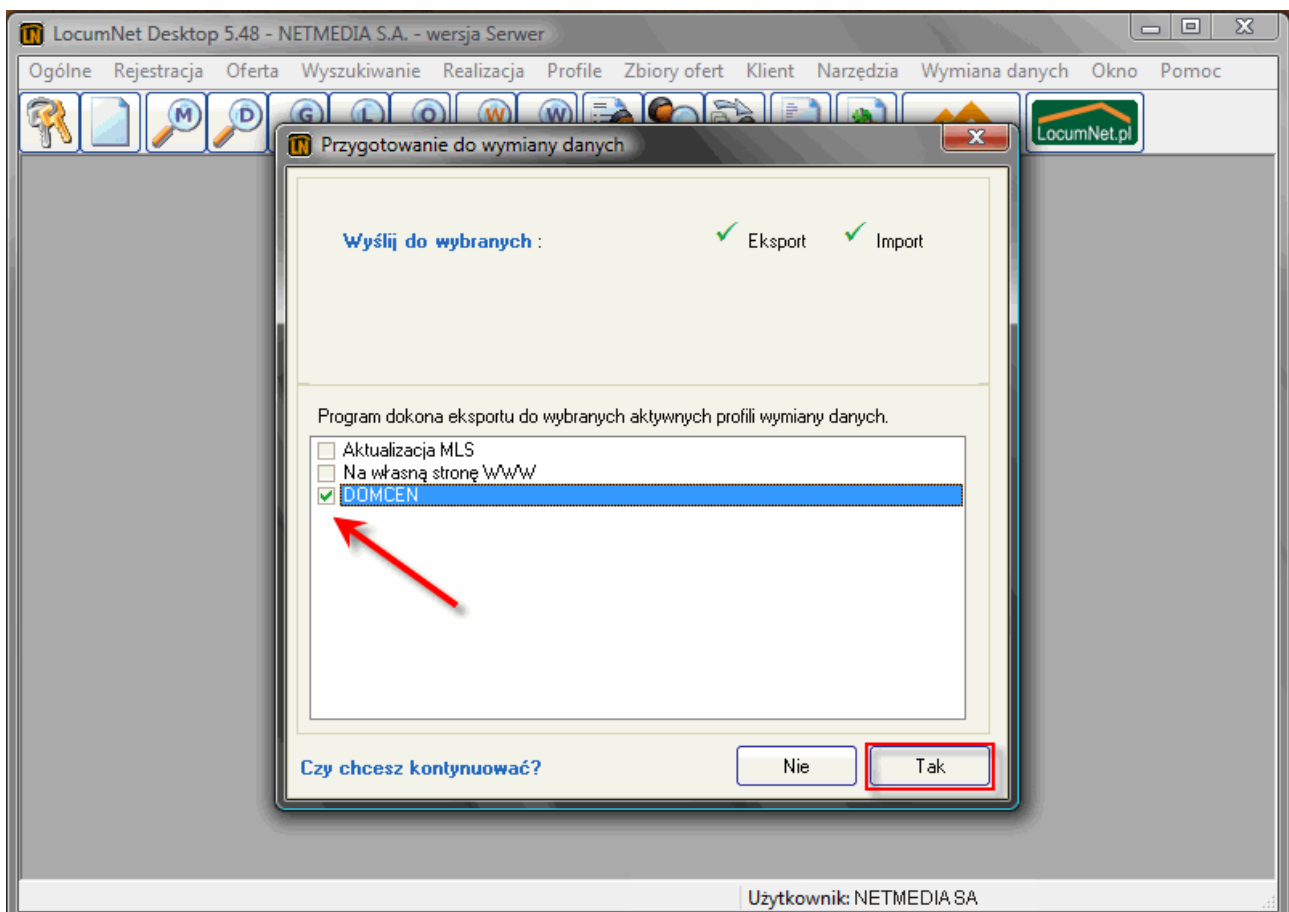 LocumNet Desktop 5.48 - NETMEDIA S.A. - wersja Serwer
Ogólne Rejestracja Oferta Wyszukiwanie Realizacja Profile Zbiory ofert Klient Narzędzia Wymiana danych Okno Pomoc
M D G L O W W LocumNet.pl
Przygotowanie do wymiany danych
Wyślij do wybranych : Eksport Import
Program dokona eksportu do wybranych aktywnych profili wymiany danych.
Aktualizacja MLS
Na własną stronę WWW
DOMCEN
Czy chcesz kontynuować? Nie Tak
Użytkownik: NETMEDIA SA